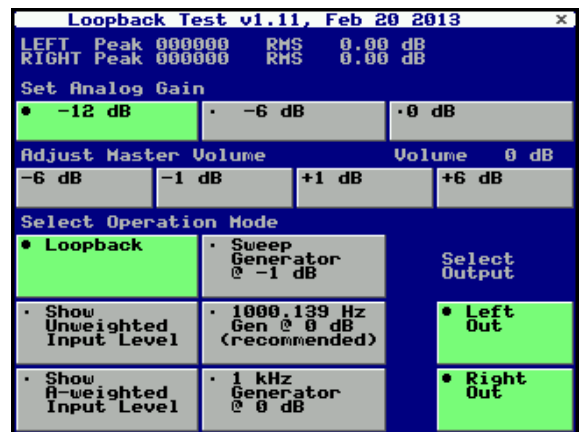 Loopback Test v1.11, Feb 20 2013 ×
LEFT Peak 000000 RMS 0.00 dB
RIGHT Peak 000000 RMS 0.00 dB
Set Analog Gain
• -12 dB · -6 dB ·0 dB
Adjust Master Volume Volume 0 dB
-6 dB -1 dB +1 dB +6 dB
Select Operation Mode
• Loopback
· Sweep
Generator
@ -1 dB
Select
Output
· Show
Unweighted
Input Level
· 1000.139 Hz
Gen @ 0 dB
(recommended)
• Left
Out
· Show
A-weighted
Input Level
· 1 kHz
Generator
@ 0 dB
• Right
Out